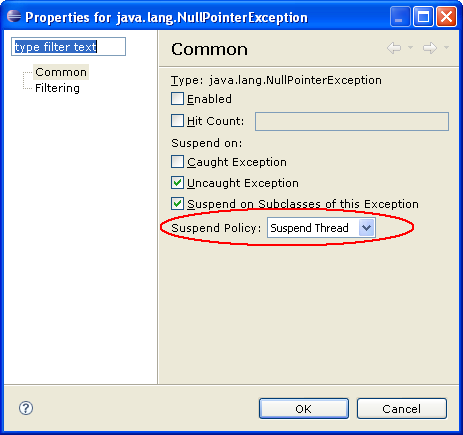 Properties for java.lang.NullPointerException
type filter text
Common
Filtering
Common
Type: java.lang.NullPointerException
Enabled
Hit Count:
Suspend on:
Caught Exception
Uncaught Exception
Suspend on Subclasses of this Exception
Suspend Policy: Suspend Thread
OK Cancel